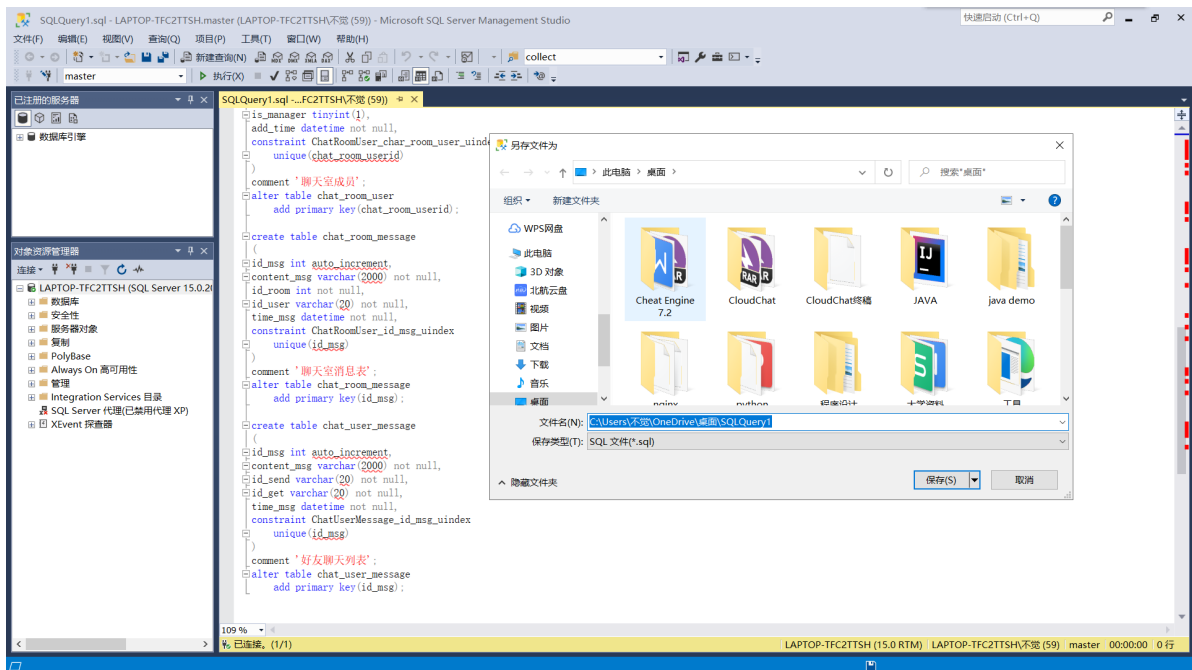 SQLQuery1.sql - LAPTOP-TFC2TTSH.master (LAPTOP-TFC2TTSH\不觉 (59)) - Microsoft SQL Server Management Studio
快速启动 (Ctrl+Q)
文件(F) 编辑(E) 视图(V) 查询(Q) 项目(P) 工具(T) 窗口(W) 帮助(H)
新建查询(N) collect
master 执行(X)
已注册的服务器
数据库引擎
对象资源管理器
连接
LAPTOP-TFC2TTSH (SQL Server 15.0.20
数据库
安全性
服务器对象
复制
PolyBase
Always On 高可用性
管理
Integration Services 目录
SQL Server 代理(已禁用代理 XP)
XEvent 探查器
SQLQuery1.sql -...FC2TTSH\不觉 (59))
is_manager tinyint(1),
add_time datetime not null,
constraint ChatRoomUser_char_room_user_uinde
unique(chat_room_userid)
)
comment '聊天室成员';
alter table chat_room_user
add primary key(chat_room_userid);
create table chat_room_message
(
id_msg int auto_increment,
content_msg varchar(2000) not null,
id_room int not null,
id_user varchar(20) not null,
time_msg datetime not null,
constraint ChatRoomUser_id_msg_uindex
unique(id_msg)
)
comment '聊天室消息表';
alter table chat_room_message
add primary key(id_msg);
create table chat_user_message
(
id_msg int auto_increment,
content_msg varchar(2000) not null,
id_send varchar(20) not null,
id_get varchar(20) not null,
time_msg datetime not null,
constraint ChatUserMessage_id_msg_uindex
unique(id_msg)
)
comment '好友聊天列表';
alter table chat_user_message
add primary key(id_msg);
另存文件为
此电脑 > 桌面 >
搜索"桌面"
组织 新建文件夹
WPS网盘
此电脑
3D 对象
北航云盘
视频
图片
文档
下载
音乐
桌面
Cheat Engine 7.2
CloudChat
CloudChat终稿
JAVA
java demo
nginx
python
程序设计
大学资料
工具
文件名(N): C:\Users\不觉\OneDrive\桌面\SQLQuery1
保存类型(T): SQL 文件(*.sql)
隐藏文件夹
保存(S)
取消
109 %
已连接。(1/1)
LAPTOP-TFC2TTSH (15.0 RTM) LAPTOP-TFC2TTSH\不觉 (59) master 00:00:00 0 行